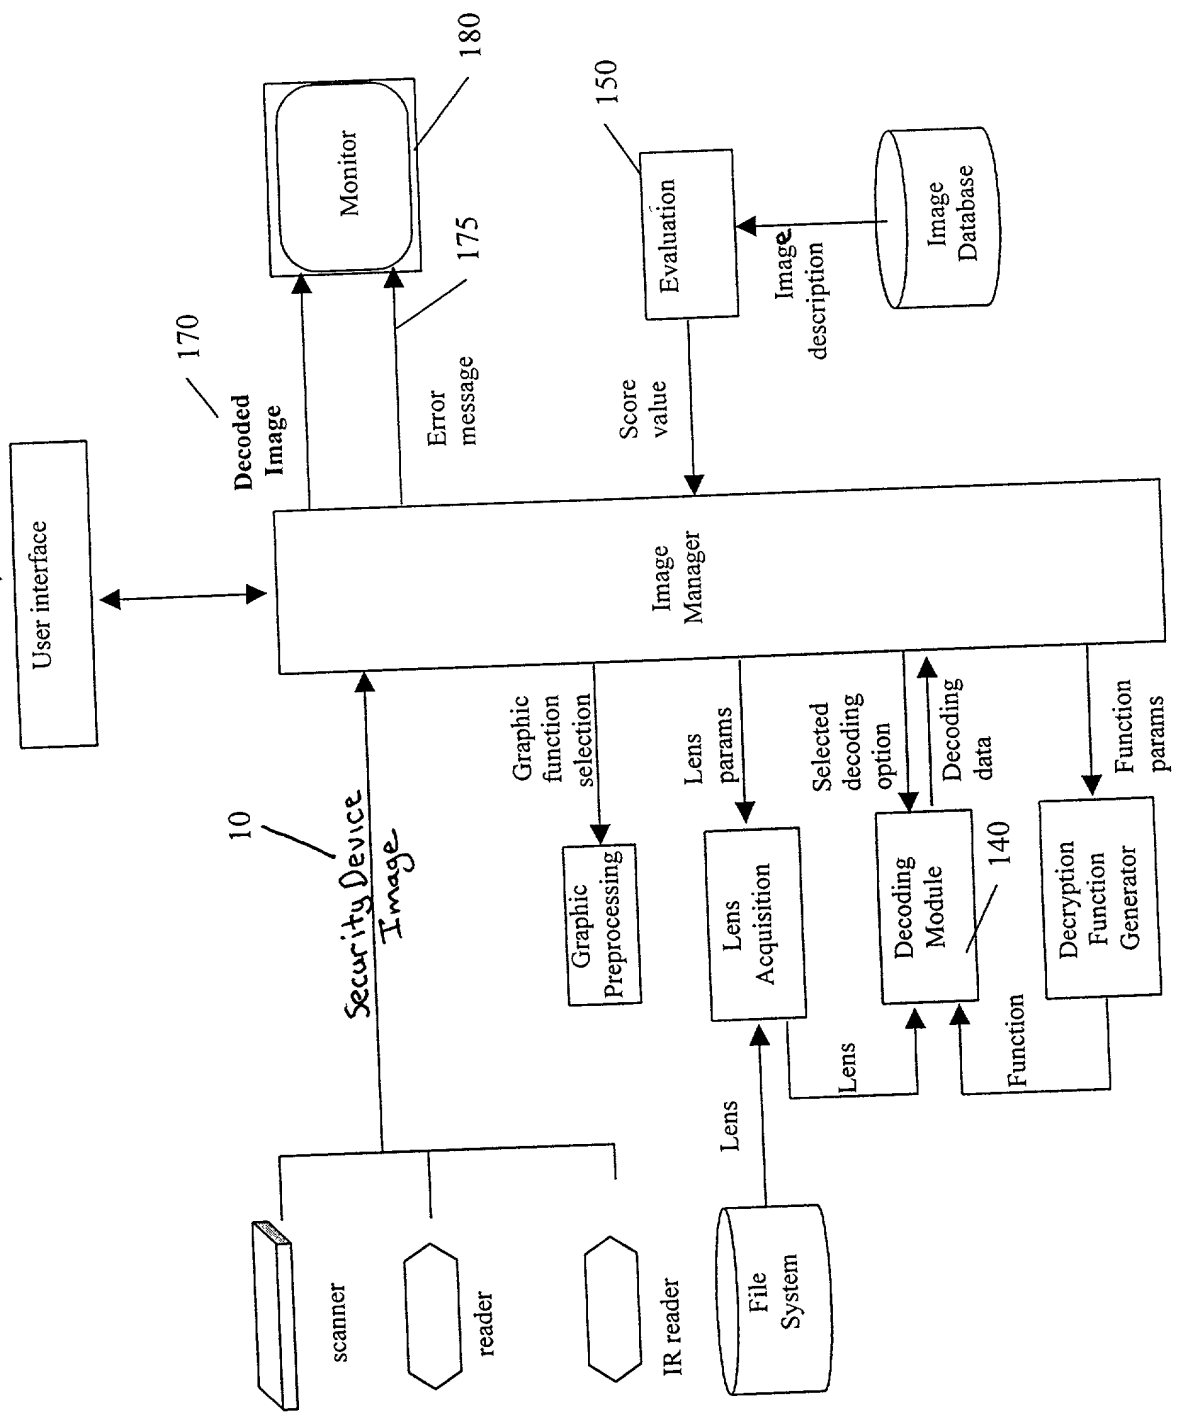 User interface
scanner
reader
IR reader
10
Security Device
Image
Decoded
Image
170
Error
message
175
Monitor
180
Image
Manager
Graphic
function
selection
Graphic
Preprocessing
Lens
params
Lens
Acquisition
File
System
Lens
Lens
Selected
decoding
option
Decoding
data
Decoding
Module
140
Function
params
Decryption
Function
Generator
Function
Score
value
Evaluation
150
Image
description
Image
Database